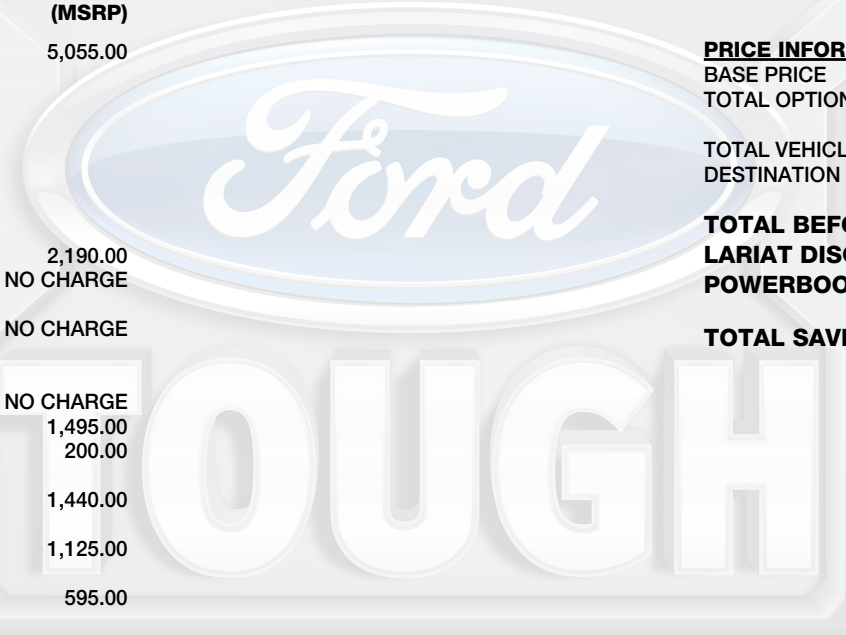 (MSRP)
5,055.00
2,190.00
NO CHARGE
NO CHARGE
NO CHARGE
1,495.00
200.00
1,440.00
1,125.00
595.00
PRICE INFOR
BASE PRICE
TOTAL OPTION
TOTAL VEHICL
DESTINATION
TOTAL BEFO
LARIAT DISC
POWERBOO
TOTAL SAVI
Ford
TOUGH